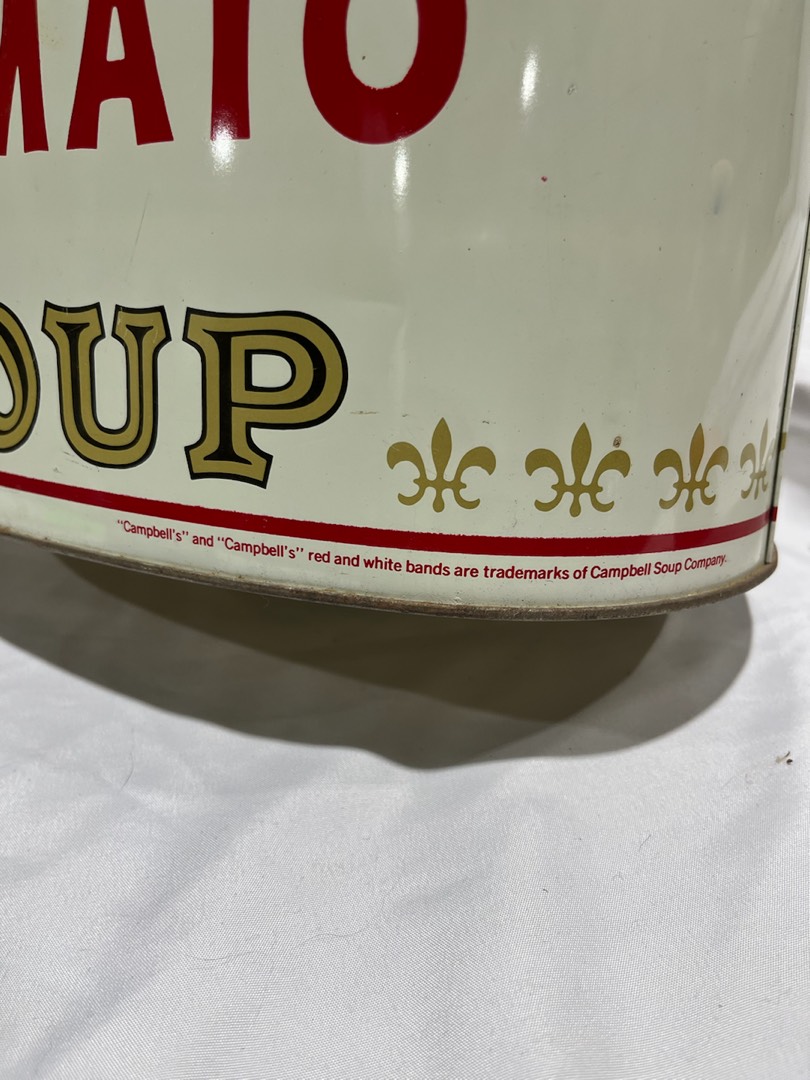 MATO
OUP
"Campbell's" and "Campbell's" red and white bands are trademarks of Campbell Soup Company.